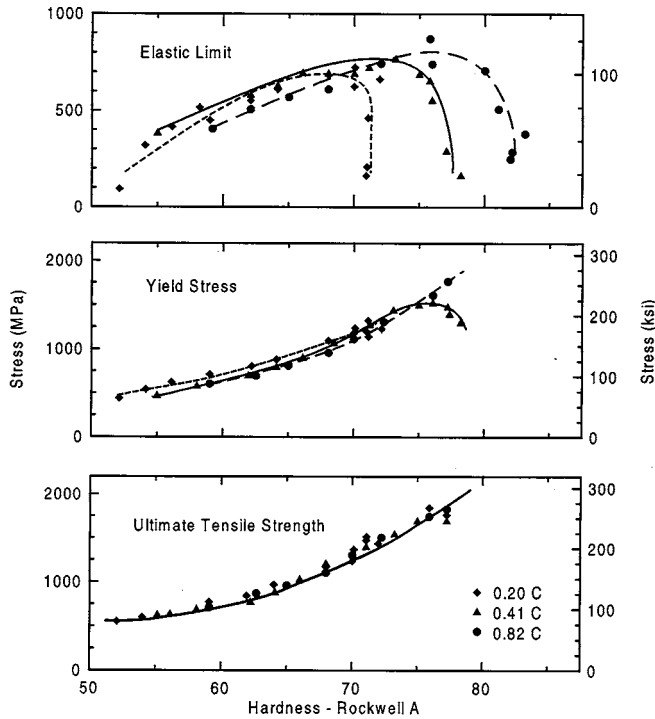 1000
Elastic Limit
500
0
100
0
2000
Yield Stress
1000
0
300
200
100
0
Stress (MPa)
Stress (ksi)
2000
Ultimate Tensile Strength
1000
0
300
200
100
0
0.20 C
0.41 C
0.82 C
50 60 70 80
Hardness - Rockwell A